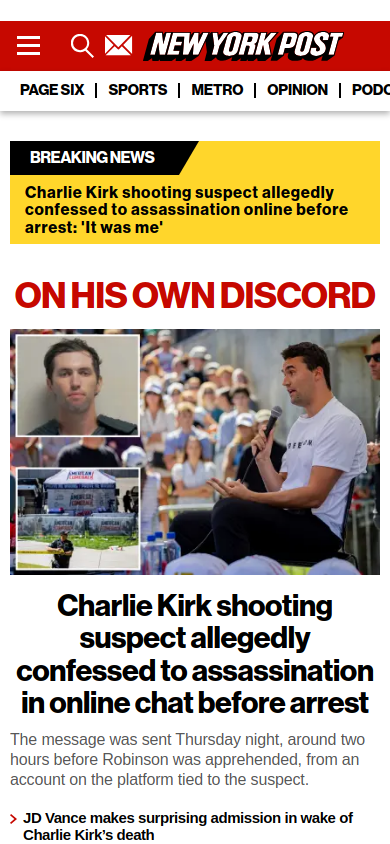 NEW YORK POST
PAGE SIX
SPORTS
METRO
OPINION
PODC
BREAKING NEWS
Charlie Kirk shooting suspect allegedly
confessed to assassination online before
arrest: 'It was me'
ON HIS OWN DISCORD
Charlie Kirk shooting
suspect allegedly
confessed to assassination
in online chat before arrest
The message was sent Thursday night, around two
hours before Robinson was apprehended, from an
account on the platform tied to the suspect.
JD Vance makes surprising admission in wake of
Charlie Kirk’s death